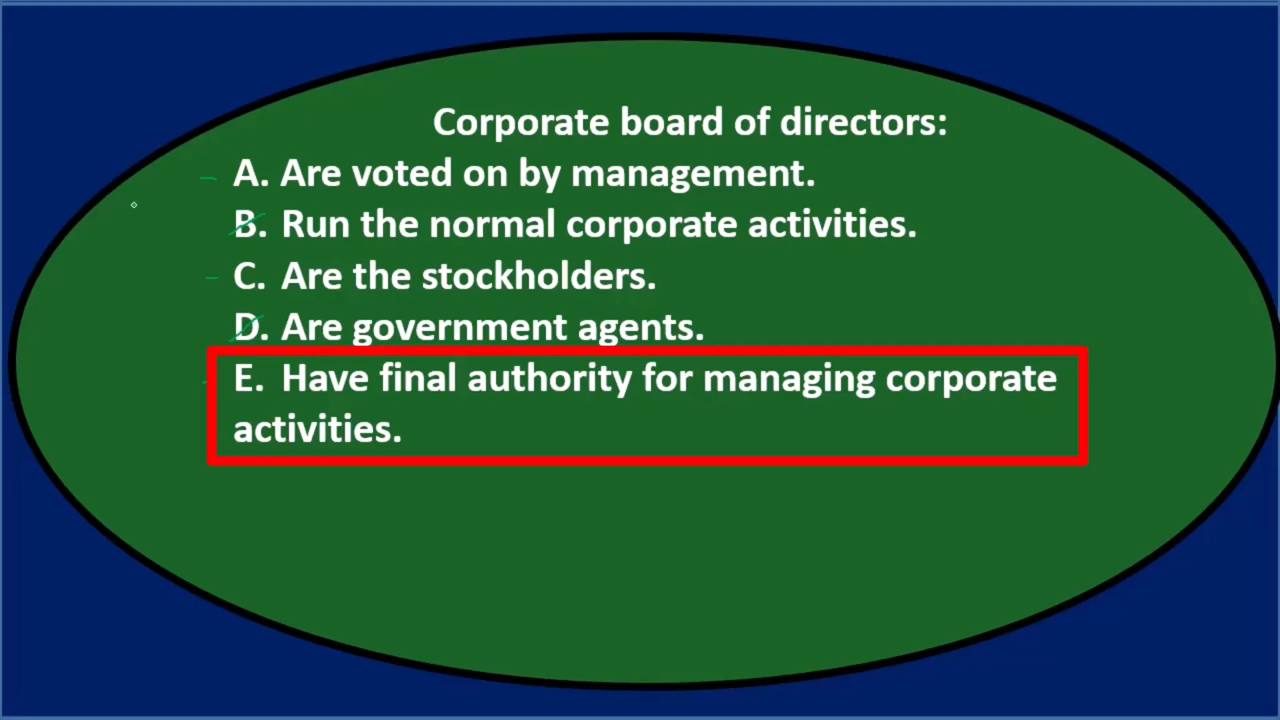 Corporate board of directors:
A. Are voted on by management.
B. Run the normal corporate activities.
C. Are the stockholders.
D. Are government agents.
E. Have final authority for managing corporate
activities.